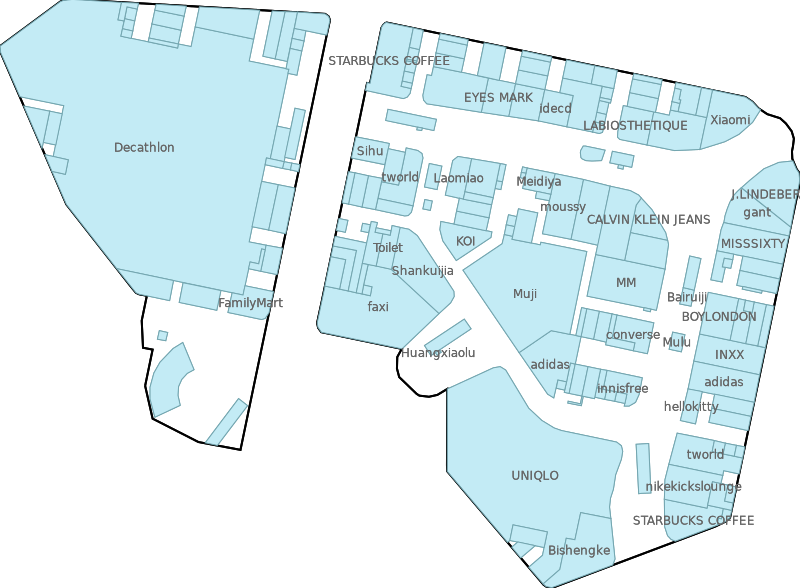 STARBUCKS COFFEE
EYES MARK
idecd
LABIOSTHETIQUE
Xiaomi
Decathlon
Sihu
tworld
Laomiao
Meidiya
moussy
CALVIN KLEIN JEANS
J.LINDEBER
gant
MISSSIXTY
KOI
Toilet
Shankuijia
Muji
MM
Bairuiji
BOYLONDON
FamilyMart
faxi
Huangxiaolu
converse
Mulu
INXX
adidas
adidas
innisfree
hellokitty
UNIQLO
tworld
nikekickslounge
STARBUCKS COFFEE
Bishengke